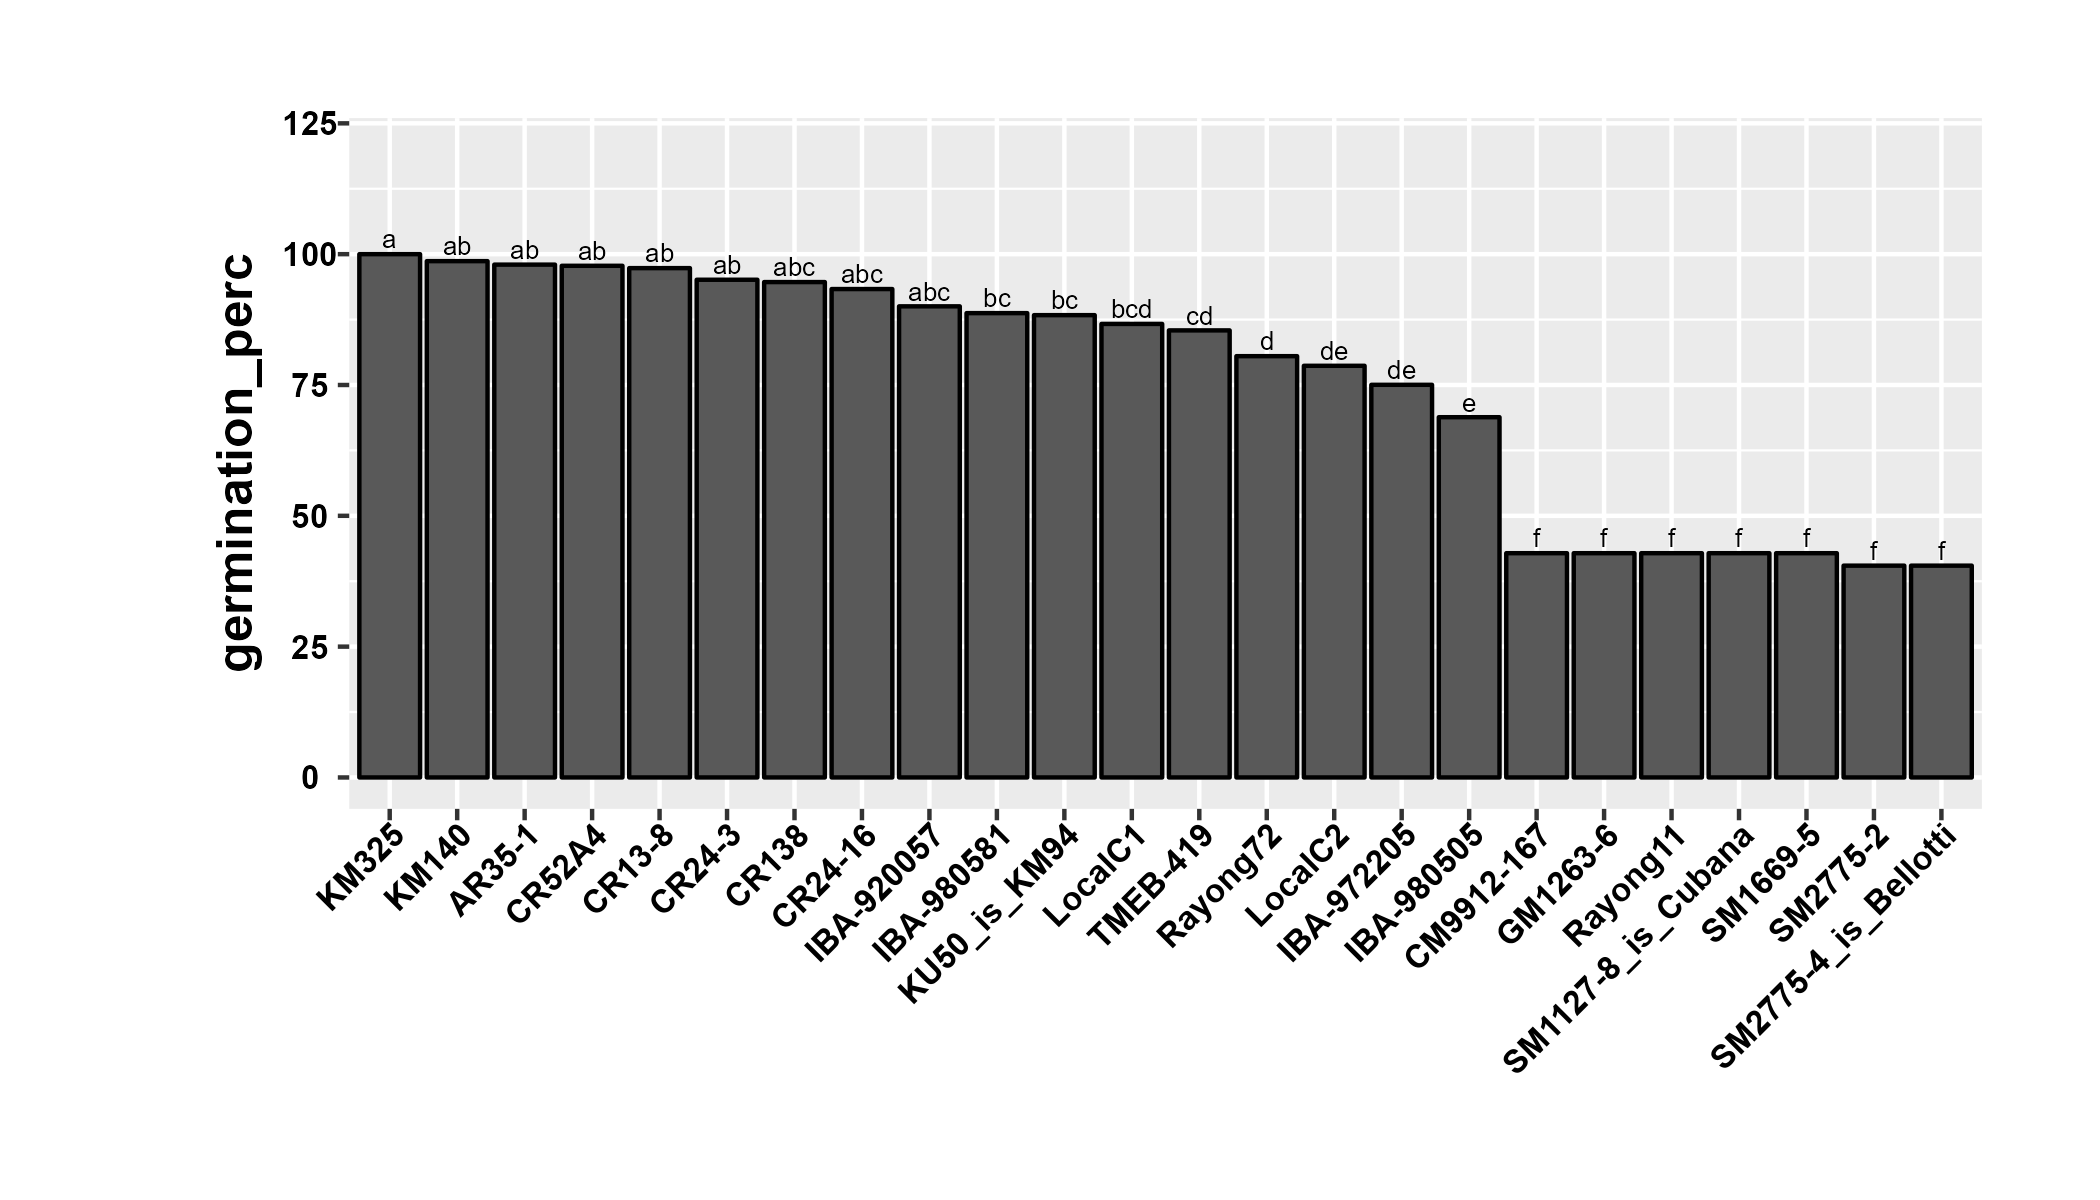 germination_perc
125
100
75
50
25
0
a
ab
ab
ab
ab
ab
abc
abc
abc
bc
bc
bcd
cd
d
de
de
e
f
f
f
f
f
f
f
KM325
KM140
AR35-1
CR52A4
CR13-8
CR24-3
CR138
CR24-16
IBA-920057
IBA-980581
KU50_is_KM94
LocalC1
TMEB-419
Rayong72
LocalC2
IBA-972205
IBA-980505
CM9912-167
GM1263-6
Rayong11
SM1127-8_is_Cubana
SM1669-5
SM2775-2
SM2775-4_is_Bellotti